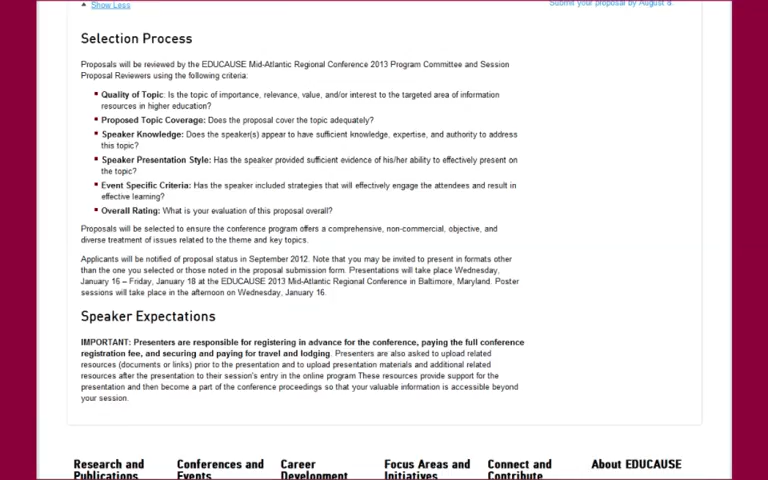 Show Less
Submit your proposal by August 8.
Selection Process
Proposals will be reviewed by the EDUCAUSE Mid-Atlantic Regional Conference 2013 Program Committee and Session
Proposal Reviewers using the following criteria:
Quality of Topic: Is the topic of importance, relevance, value, and/or interest to the targeted area of information
resources in higher education?
Proposed Topic Coverage: Does the proposal cover the topic adequately?
Speaker Knowledge: Does the speaker(s) appear to have sufficient knowledge, expertise, and authority to address
this topic?
Speaker Presentation Style: Has the speaker provided sufficient evidence of his/her ability to effectively present on
the topic?
Event Specific Criteria: Has the speaker included strategies that will effectively engage the attendees and result in
effective learning?
Overall Rating: What is your evaluation of this proposal overall?
Proposals will be selected to ensure the conference program offers a comprehensive, non-commercial, objective, and
diverse treatment of issues related to the theme and key topics.
Applicants will be notified of proposal status in September 2012. Note that you may be invited to present in formats other
than the one you selected or those noted in the proposal submission form. Presentations will take place Wednesday,
January 16 – Friday, January 18 at the EDUCAUSE 2013 Mid-Atlantic Regional Conference in Baltimore, Maryland. Poster
sessions will take place in the afternoon on Wednesday, January 16.
Speaker Expectations
IMPORTANT: Presenters are responsible for registering in advance for the conference, paying the full conference
registration fee, and securing and paying for travel and lodging. Presenters are also asked to upload related
resources (documents or links) prior to the presentation and to upload presentation materials and additional related
resources after the presentation to their session's entry in the online program These resources provide support for the
presentation and then become a part of the conference proceedings so that your valuable information is accessible beyond
your session.
Research and Publications
Conferences and Events
Career Development
Focus Areas and Initiatives
Connect and Contribute
About EDUCAUSE